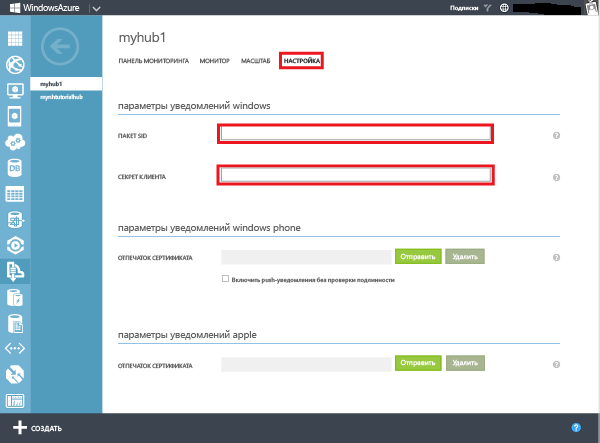 WindowsAzure
Подписки
myhub1
mynhtutorialhub
myhub1
ПАНЕЛЬ МОНИТОРИНГА МОНИТОР МАСШТАБ НАСТРОЙКА
параметры уведомлений windows
ПАКЕТ SID
СЕКРЕТ КЛИЕНТА
параметры уведомлений windows phone
ОТПЕЧАТОК СЕРТИФИКАТА Отправить Удалить
Включить push-уведомления без проверки подлинности
параметры уведомлений apple
ОТПЕЧАТОК СЕРТИФИКАТА Отправить Удалить
СОЗДАТЬ